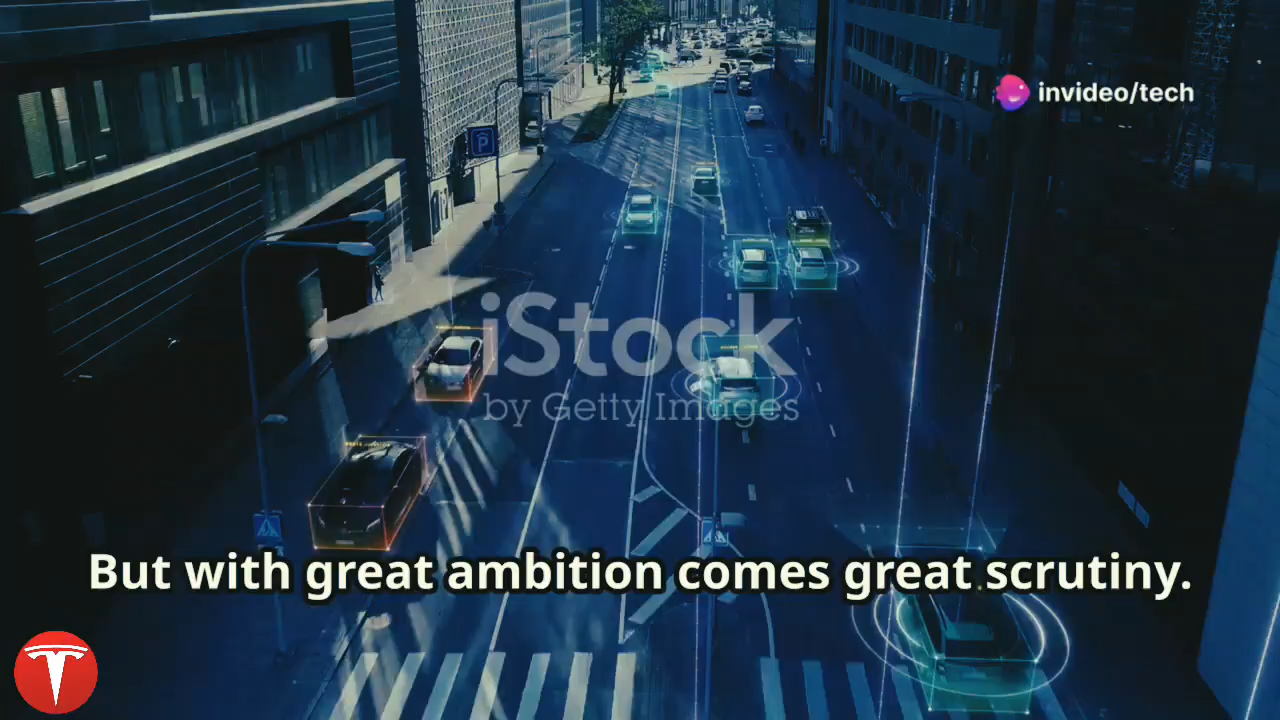 invideo/tech
P
iStock
by Getty Images
But with great ambition comes great scrutiny.